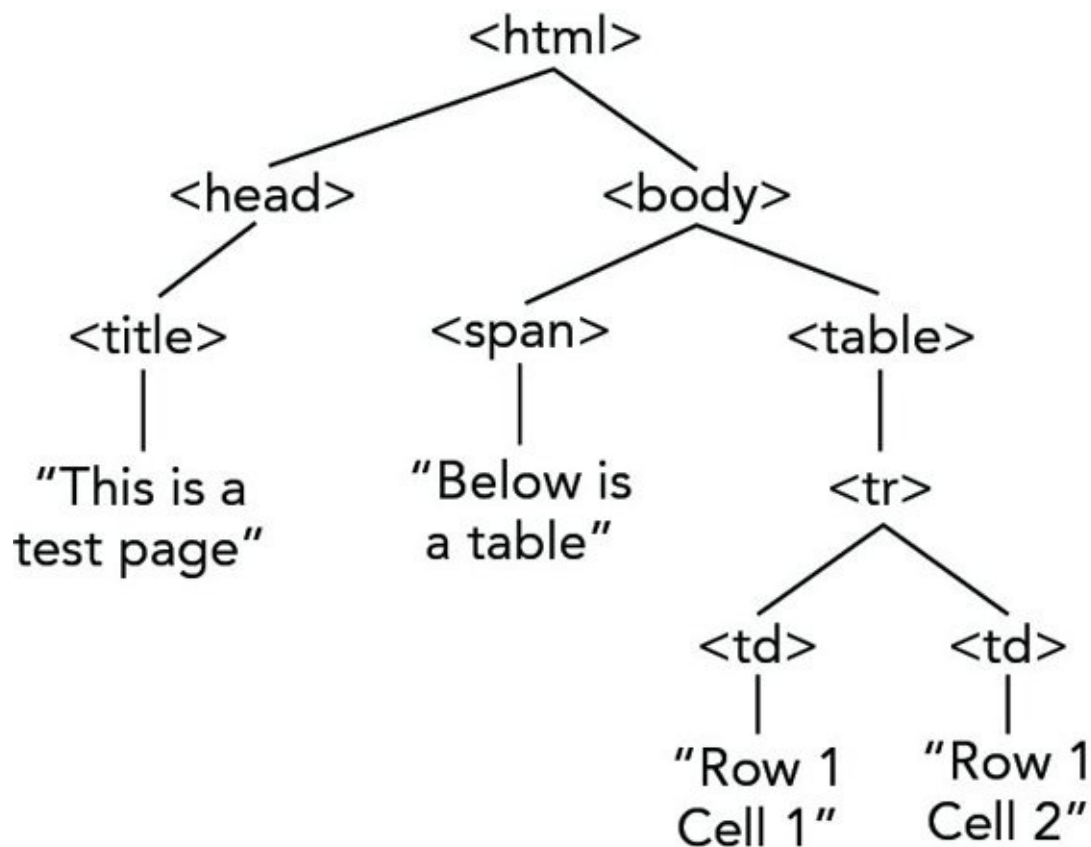 <html>
<head> <body>
<title> <span> <table>
"This is a "Below is <tr>
test page" a table"
<td> <td>
"Row 1 "Row 1
Cell 1" Cell 2"